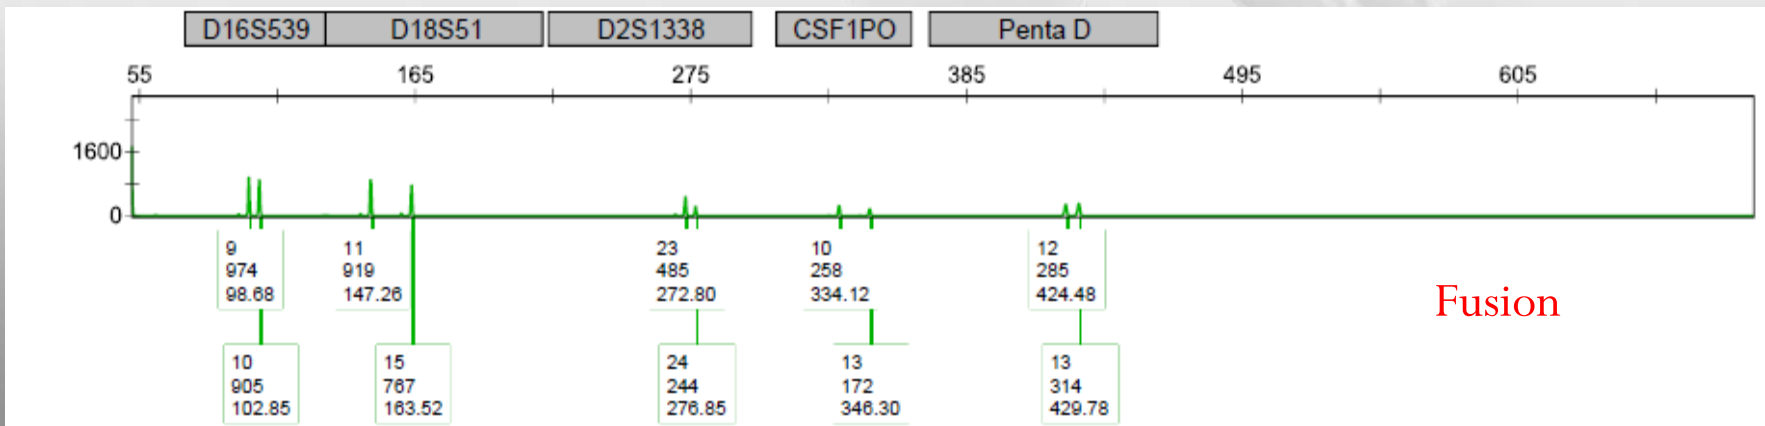 D16S539 D18S51 D2S1338 CSF1PO Penta D
55 165 275 385 495 605
1600
0
9 11 23 10 12
974 919 485 258 285
98.68 147.26 272.80 334.12 424.48
Fusion
10 15 24 13 13
905 767 244 172 314
102.85 163.52 276.85 346.30 429.78